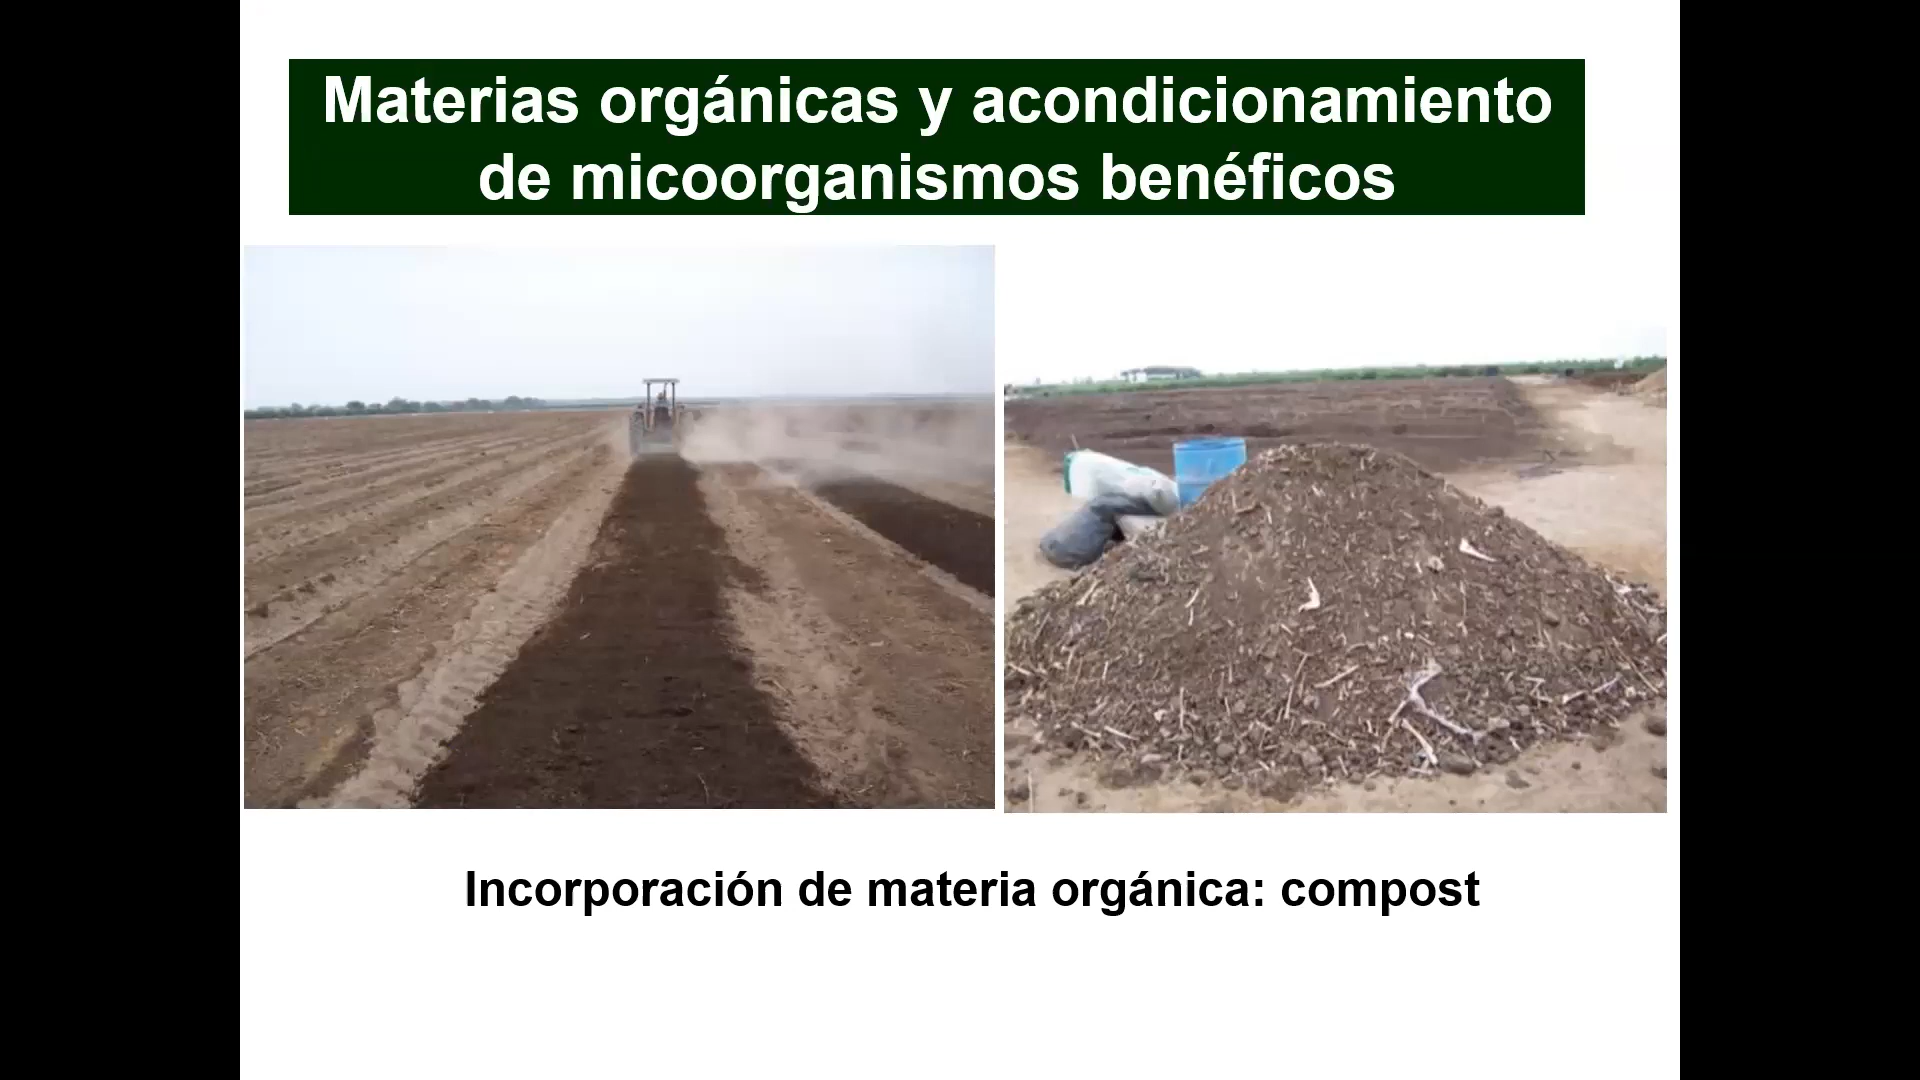 Materias orgánicas y acondicionamiento
de micoorganismos benéficos
Incorporación de materia orgánica: compost